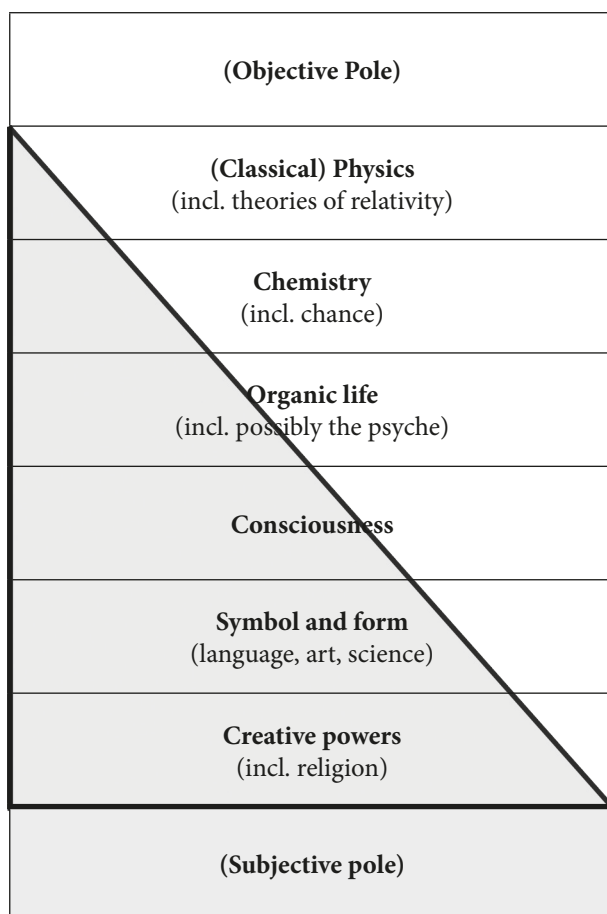 (Objective Pole)
(Classical) Physics
(incl. theories of relativity)
Chemistry
(incl. chance)
Organic life
(incl. possibly the psyche)
Consciousness
Symbol and form
(language, art, science)
Creative powers
(incl. religion)
(Subjective pole)